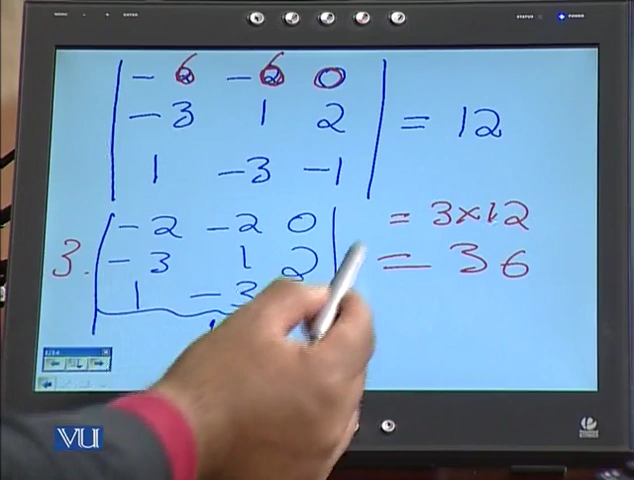 | - 6 - 6 0 |
| - 3 1 2 | = 12
| 1 - 3 - 1 |
| - 2 - 2 0 | = 3 × 12
3. | - 3 1 2 | = 36
| 1 - 3
VU